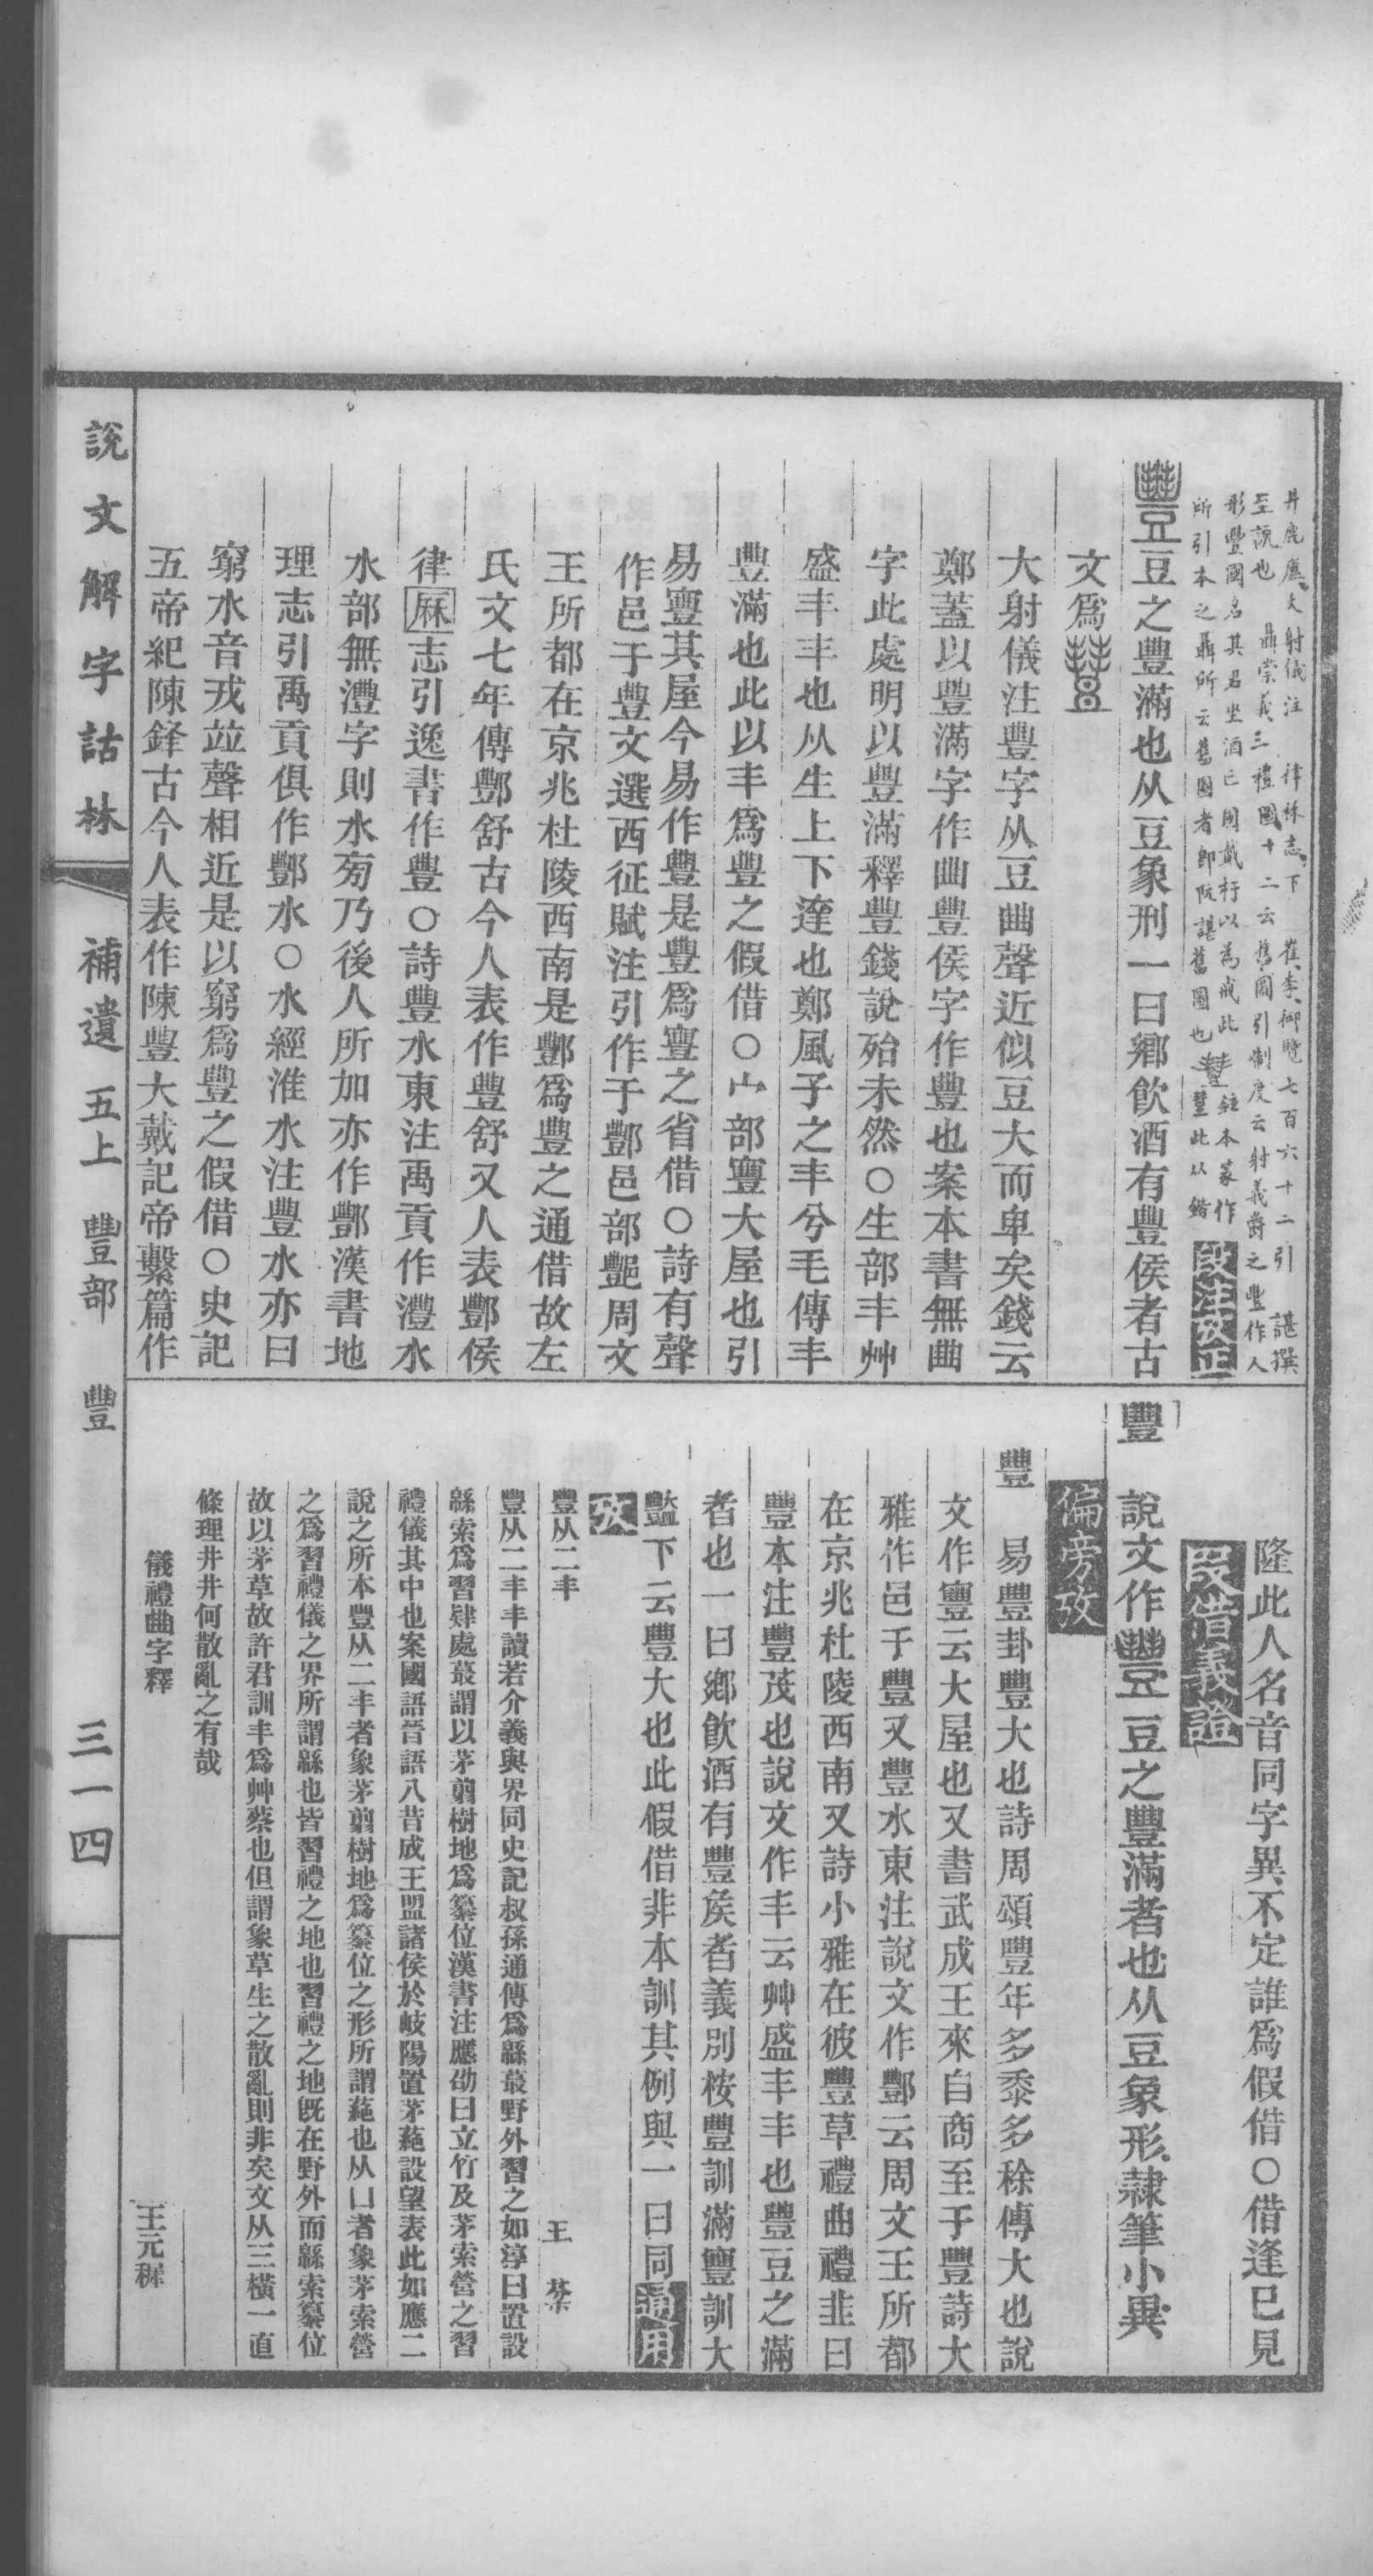 大射儀注 律林志下 御覽七百六十二引 諶撰
至說也 聶崇義三禮圖十二云舊圖引制度云射義爵之豐作人
形豐國名其君坐酒亡國戴杅以為戒此 本篆作
所引本之聶所云舊圖者即阮諶舊圖也 此以鍇
段注攷正
豐豆之豐滿也从豆象刑一曰鄉飲酒有豐侯者古
文爲
大射儀注豐字从豆曲聲近似豆大而卑矣錢云
鄭蓋以豐滿字作曲豐侯字作豐也案本書無曲
字此處明以豐滿釋豐錢說殆未然○生部丰艸
盛丰丰也从生上下達也鄭風子之丰兮毛傳丰
豐滿也此以丰爲豐之假借○宀部寷大屋也引
易寷其屋今易作豐是豐爲寷之省借○詩有聲
作邑于豐文選西征賦注引作于酆邑部酆周文
王所都在京兆杜陵西南是酆爲豐之通借故左
氏文七年傳酆舒古今人表作豐舒又人表酆侯
律厤志引逸書作豐○詩豐水東注禹貢作灃水
水部無灃字則水旁乃後人所加亦作酆漢書地
理志引禹貢俱作酆水○水經淮水注豐水亦曰
窮水音戎竝聲相近是以窮爲豐之假借○史記
五帝紀陳鋒古今人表作陳豐大戴記帝繫篇作
隆此人名音同字異不定誰爲假借○借逢已見
段借義證
豐 說文作豐豆之豐滿者也从豆象形隸筆小異
偏旁攷
豐 易豐卦豐大也詩周頌豐年多黍多稌傳大也說
文作寷云大屋也又書武成王來自商至于豐詩大
雅作邑于豐又豐水東注說文作酆云周文王所都
在京兆杜陵西南又詩小雅在彼豐草禮曲禮韭曰
豐本注豐茂也說文作丰云艸盛丰丰也豐豆之滿
者也一曰鄉飲酒有豐侯者義別桉豐訓滿寷訓大
豔下云豐大也此假借非本訓其例與一曰同通用
攷
豐从二丰 王棻
豐从二丰丰讀若介義與界同史記叔孫通傳爲緜蕞野外習之如淳曰置設
緜索爲習肄處蕞謂以茅翦樹地爲纂位漢書注應劭曰立竹及茅索營之習
禮儀其中也案國語晉語八昔成王盟諸侯於岐陽置茅蕝設望表此如應二
說之所本豐从二丰者象茅翦樹地爲纂位之形所謂蕝也从凵者象茅索營
之爲習禮儀之界所謂緜也皆習禮之地也習禮之地旣在野外而緜索纂位
故以茅草故許君訓丰爲艸蔡也但謂象草生之散亂則非矣文从三橫一直
條理井井何散亂之有哉
儀禮曲字釋 王元穉
說文解字詁林 補遺 五上 豐部 豐 三一四